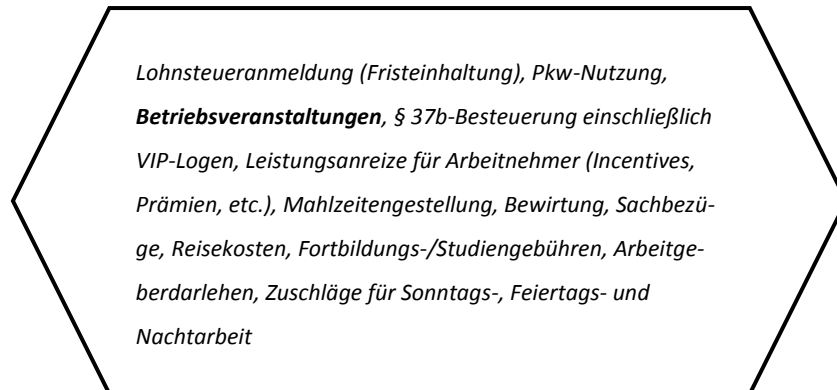 Lohnsteueranmeldung (Fristeinhaltung), Pkw-Nutzung,
Betriebsveranstaltungen, § 37b-Besteuerung einschließlich
VIP-Logen, Leistungsanreize für Arbeitnehmer (Incentives,
Prämien, etc.), Mahlzeitengestellung, Bewirtung, Sachbezü-
ge, Reisekosten, Fortbildungs-/Studiengebühren, Arbeitge-
berdarlehen, Zuschläge für Sonntags-, Feiertags- und
Nachtarbeit